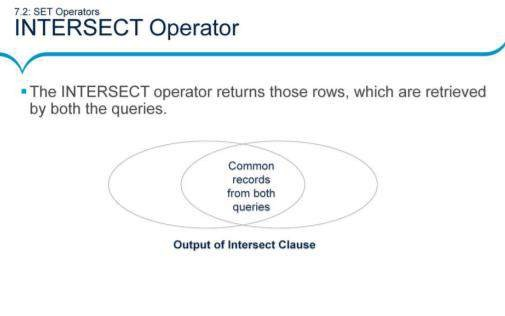 7.2: SET Operators
INTERSECT Operator
▪ The INTERSECT operator returns those rows, which are retrieved
by both the queries.
Common
records
from both
queries
Output of Intersect Clause